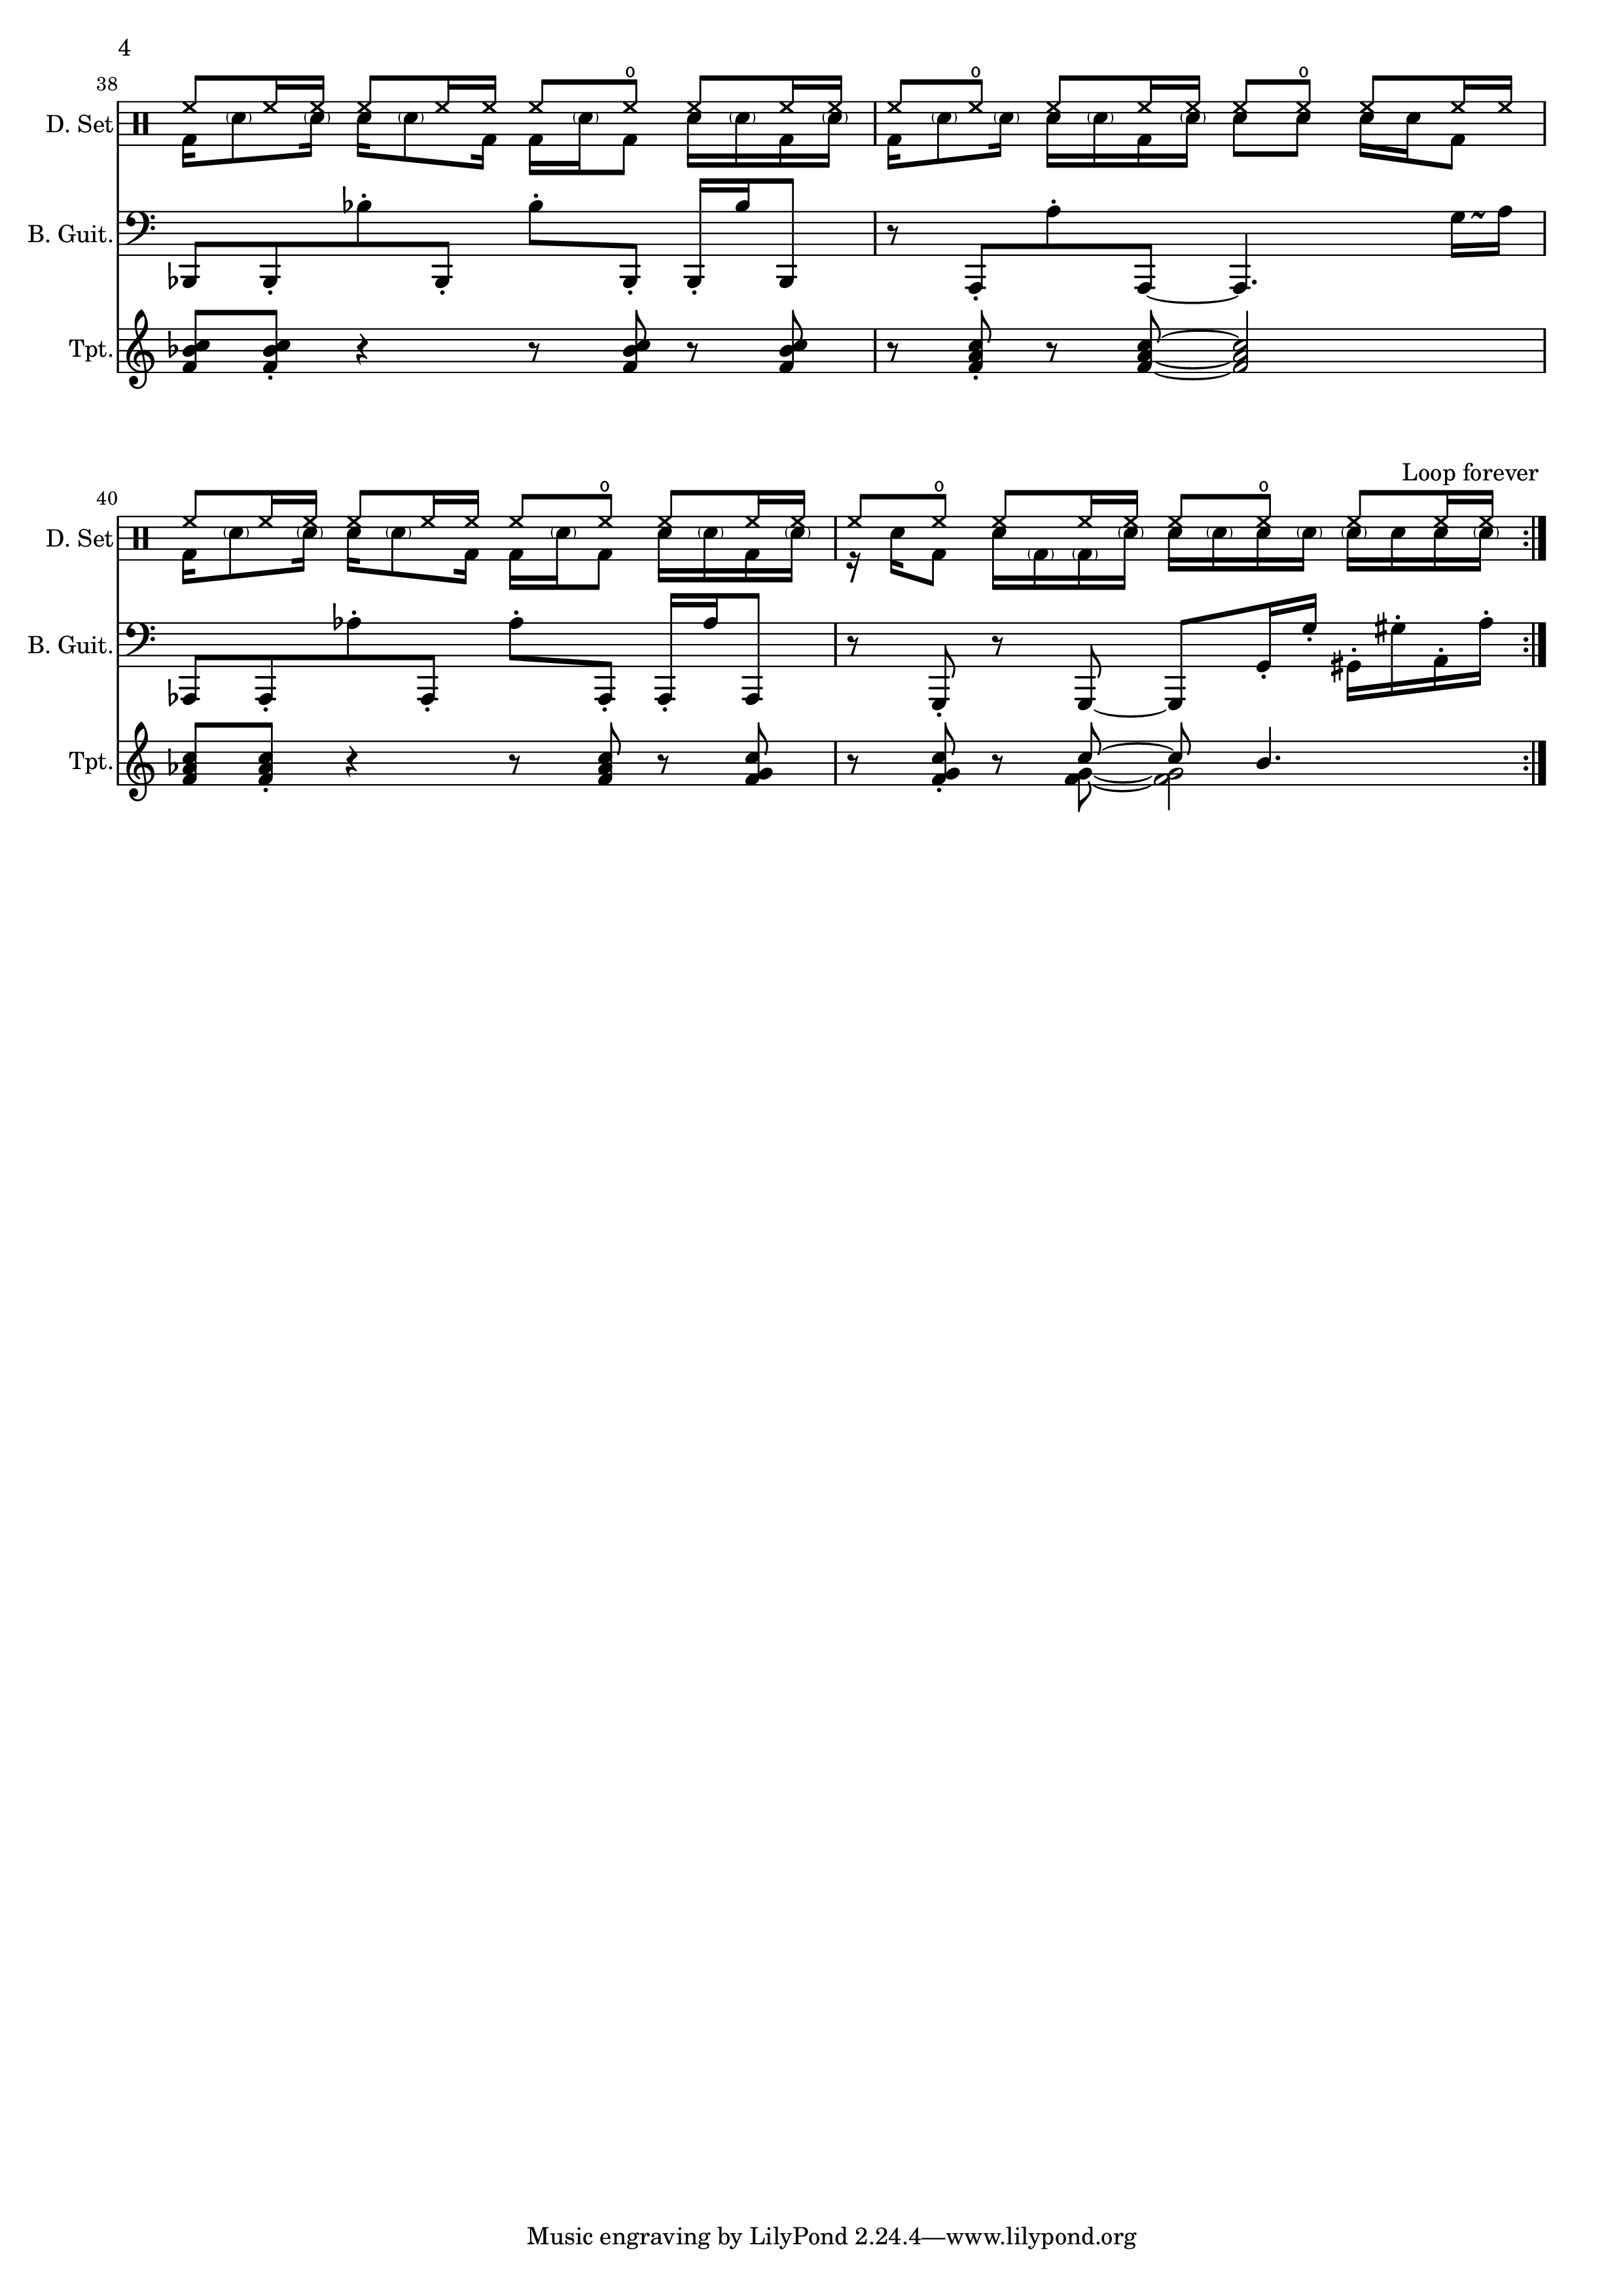 4
38
D. Set
B. Guit.
Tpt.
Loop forever
40
D. Set
B. Guit.
Tpt.
Music engraving by LilyPond 2.24.4—www.lilypond.org